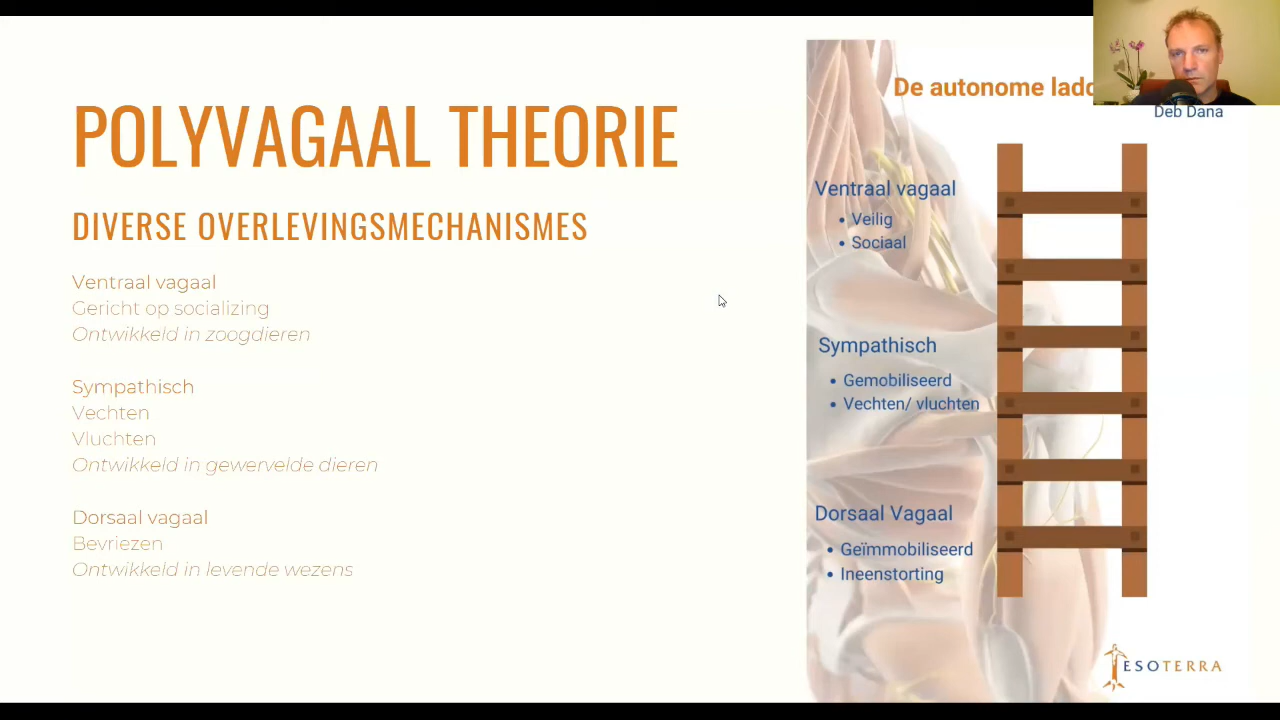 POLYVAGAAL THEORIE
DIVERSE OVERLEVINGSMECHANISMES
Ventraal vagaal
Gericht op socializing
Ontwikkeld in zoogdieren
Sympathisch
Vechten
Vluchten
Ontwikkeld in gewervelde dieren
Dorsaal vagaal
Bevriezen
Ontwikkeld in levende wezens
De autonome
Deb Dana
Ventraal vagaal
• Veilig
• Sociaal
Sympathisch
• Gemobiliseerd
• Vechten/ vluchten
Dorsaal Vagaal
• Geïmmobiliseerd
• Ineenstorting
ESOTERRA